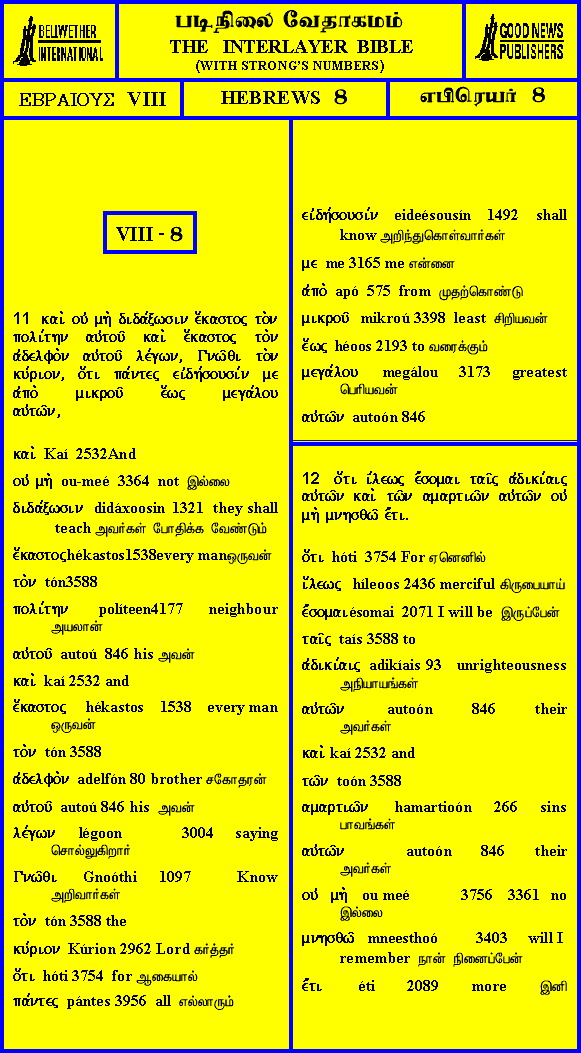 BELLWETHER
INTERNATIONAL
படிநிலை வேதாகமம்
THE INTERLAYER BIBLE
(WITH STRONG'S NUMBERS)
GOOD NEWS
PUBLISHERS
ΕΒΡΑΙΟΥΣ VIII
HEBREWS 8
எபிரெயர் 8
VIII - 8
11 καὶ οὐ μὴ διδάξωσιν ἕκαστος τὸν
πολίτην αὐτοῦ καὶ ἕκαστος τὸν
ἀδελφὸν αὐτοῦ λέγων, Γνῶθι τὸν
κύριον, ὅτι πάντες εἰδήσουσίν με
ἀπὸ μικροῦ ἕως μεγάλου
αὐτῶν,
καὶ Kaí 2532And
οὐ μὴ ou-meé 3364 not இல்லை
διδάξωσιν didáxoosin 1321 they shall
teach அவர்கள் போதிக்க வேண்டும்
ἕκαστοςhékastos1538every manஒருவன்
τὸν tón3588
πολίτην políteen4177 neighbour
அயலான்
αὐτοῦ autoú 846 his அவன்
καὶ kaí 2532 and
ἕκαστος hékastos 1538 every man
ஒருவன்
τὸν tón 3588
ἀδελφὸν adelfón 80 brother சகோதரன்
αὐτοῦ autoú 846 his அவன்
λέγων légoon 3004 saying
சொல்லுகிறார்
Γνῶθι Gnoóthi 1097 Know
அறிவார்கள்
τὸν tón 3588 the
κύριον Kúrion 2962 Lord கர்த்தர்
ὅτι hóti 3754 for ஆகையால்
πάντες pántes 3956 all எல்லாரும்
εἰδήσουσίν eideésousín 1492 shall
know அறிந்துகொள்வார்கள்
με me 3165 me என்னை
ἀπὸ apó 575 from முதற்கொண்டு
μικροῦ mikroú 3398 least சிறியவன்
ἕως héoos 2193 to வரைக்கும்
μεγάλου megálou 3173 greatest
பெரியவன்
αὐτῶν autoón 846
12 ὅτι ἵλεως ἔσομαι ταῖς ἀδικίαις
αὐτῶν καὶ τῶν αμαρτιῶν αὐτῶν οὐ
μὴ μνησθῶ ἔτι.
ὅτι hóti 3754 For ஏனெனில்
ἵλεως híleoos 2436 merciful கிருபையாய்
ἔσομαιésomai 2071 I will be இருப்பேன்
ταῖς taís 3588 to
ἀδικίαις adikíais 93 unrighteousness
அநியாயங்கள்
αὐτῶν autoón 846 their
அவர்கள்
καὶ kaí 2532 and
τῶν toón 3588
αμαρτιῶν hamartioón 266 sins
பாவங்கள்
αὐτῶν autoón 846 their
அவர்கள்
οὐ μὴ ou meé 3756 3361 no
இல்லை
μνησθῶ mneesthoó 3403 will I
remember நான் நினைப்பேன்
ἔτι éti 2089 more இனி